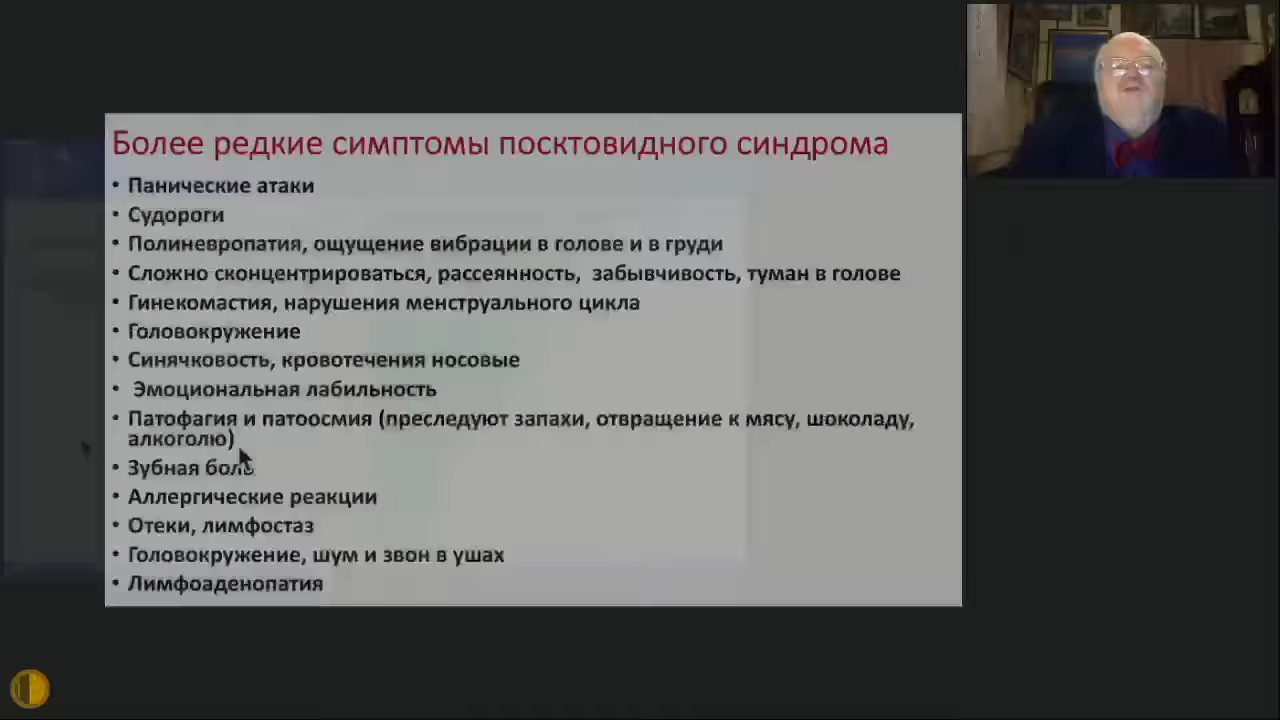 Более редкие симптомы посктовидного синдрома
• Панические атаки
• Судороги
• Полиневропатия, ощущение вибрации в голове и в груди
• Сложно сконцентрироваться, рассеянность, забывчивость, туман в голове
• Гинекомастия, нарушения менструального цикла
• Головокружение
• Синячковость, кровотечения носовые
• Эмоциональная лабильность
• Патофагия и патоосмия (преследуют запахи, отвращение к мясу, шоколаду,
алкоголю)
• Зубная боль
• Аллергические реакции
• Отеки, лимфостаз
• Головокружение, шум и звон в ушах
• Лимфоаденопатия